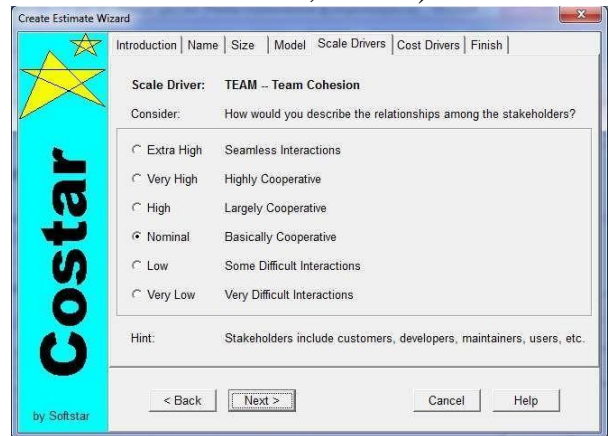 Create Estimate Wizard
Introduction Name Size Model Scale Drivers Cost Drivers Finish
Scale Driver: TEAM -- Team Cohesion
Consider: How would you describe the relationships among the stakeholders?
Extra High Seamless Interactions
Very High Highly Cooperative
High Largely Cooperative
Nominal Basically Cooperative
Low Some Difficult Interactions
Very Low Very Difficult Interactions
Hint: Stakeholders include customers, developers, maintainers, users, etc.
< Back Next > Cancel Help
Costar
by Softstar